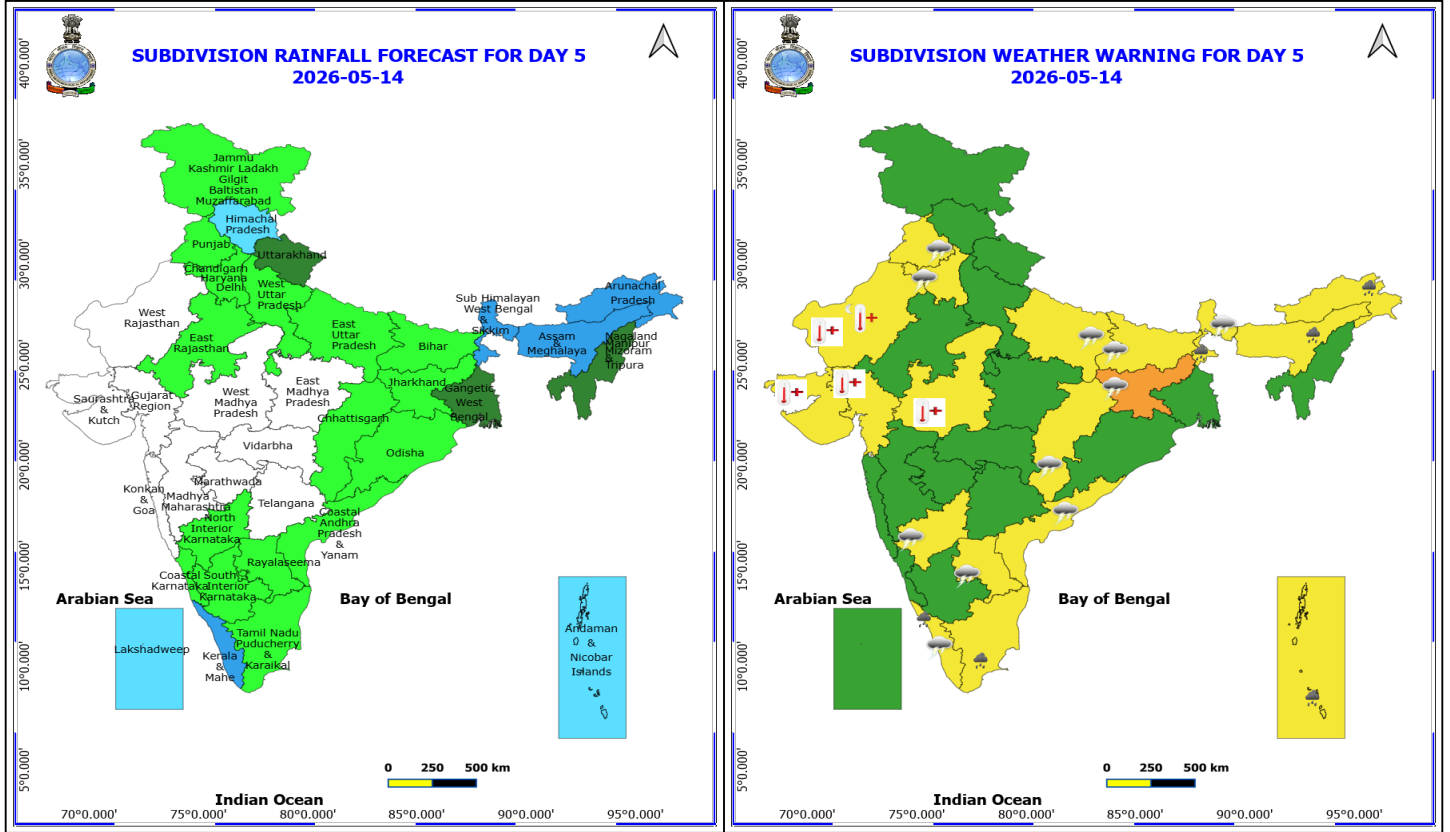 SUBDIVISION RAINFALL FORECAST FOR DAY 5
2026-05-14
40°0.000'
35°0.000'
30°0.000'
25°0.000'
20°0.000'
15°0.000'
10°0.000'
5°0.000'
Jammu
Kashmir Ladakh
Gilgit
Baltistan
Muzaffarabad
Himachal
Pradesh
Punjab
Uttarakhand
Chandigarh
Haryana
Delhi
West
Uttar
Pradesh
West
Rajasthan
East
Rajasthan
East
Uttar
Pradesh
Bihar
Sub Himalayan
West Bengal
&
Sikkim
Arunachal
Pradesh
Assam
&
Meghalaya
Nagaland
Manipur
Mizoram
&
Tripura
Jharkhand
Gangetic
West
Bengal
Saurashtra
&
Kutch
Gujarat
Region
West
Madhya
Pradesh
East
Madhya
Pradesh
Chhattisgarh
Odisha
Vidarbha
Marathwada
Konkan
&
Goa
Madhya
Maharashtra
Telangana
North
Interior
Karnataka
Coastal
Andhra
Pradesh
&
Yanam
Rayalaseema
Coastal
Karnataka
South
Interior
Karnataka
Tamil Nadu
Puducherry
&
Karaikal
Kerala
&
Mahe
Arabian Sea
Lakshadweep
Bay of Bengal
Andaman
&
Nicobar
Islands
0 250 500 km
Indian Ocean
70°0.000' 75°0.000' 80°0.000' 85°0.000' 90°0.000' 95°0.000'
SUBDIVISION WEATHER WARNING FOR DAY 5
2026-05-14
40°0.000'
35°0.000'
30°0.000'
25°0.000'
20°0.000'
15°0.000'
10°0.000'
5°0.000'
Arabian Sea
Bay of Bengal
0 250 500 km
Indian Ocean
70°0.000' 75°0.000' 80°0.000' 85°0.000' 90°0.000' 95°0.000'